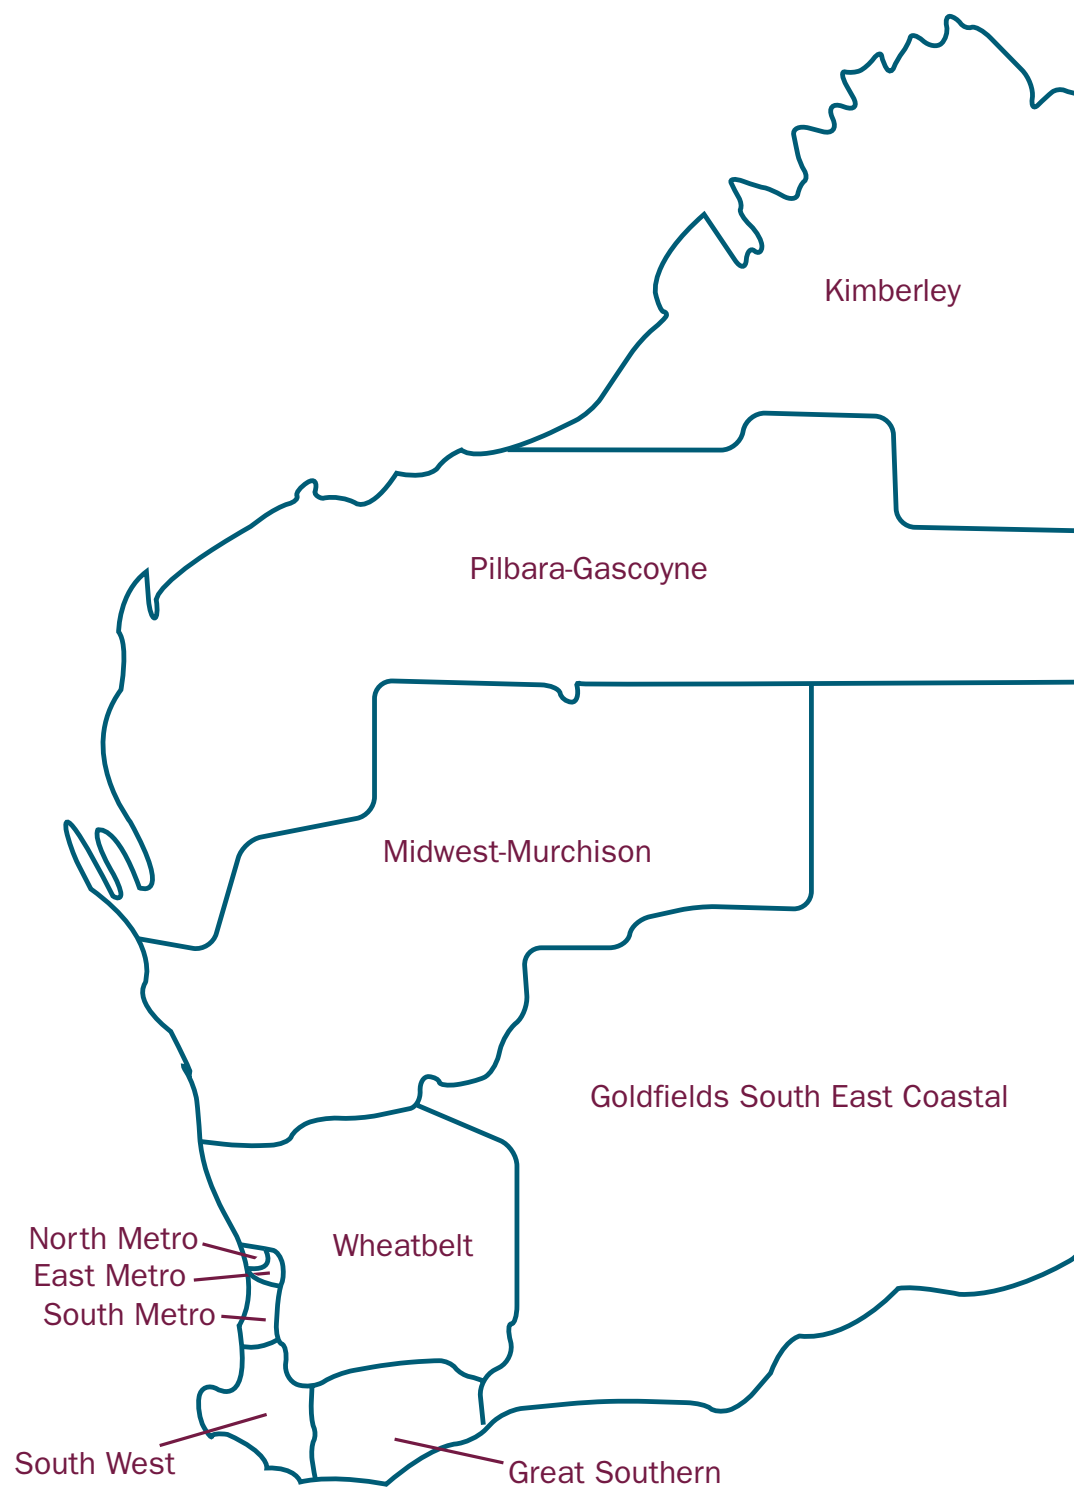 Kimberley
Pilbara-Gascoyne
Midwest-Murchison
Goldfields South East Coastal
North Metro
Wheatbelt
East Metro
South Metro
South West
Great Southern